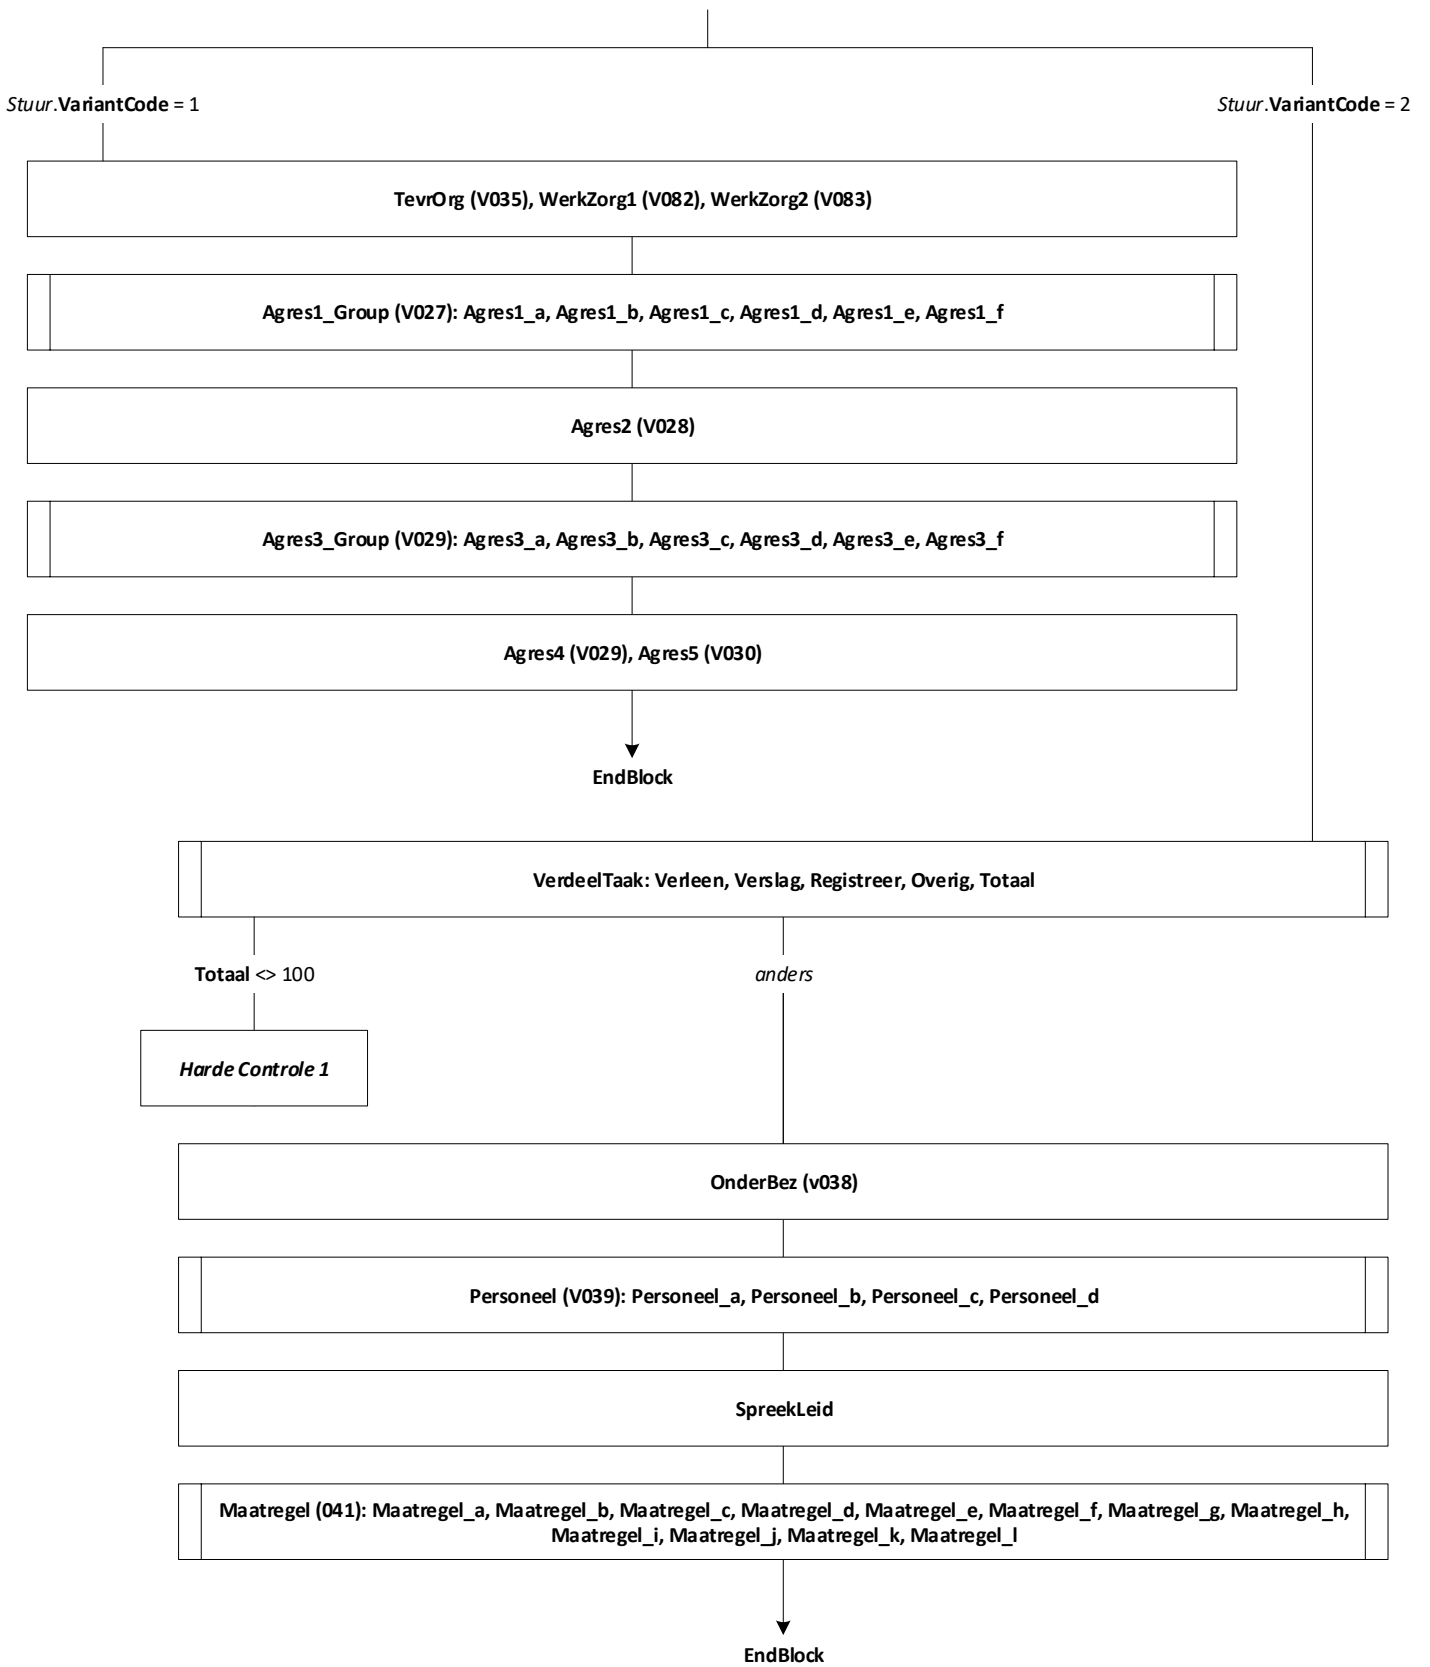 Stuur.VariantCode = 1
Stuur.VariantCode = 2
TevrOrg (V035), WerkZorg1 (V082), WerkZorg2 (V083)
Agres1_Group (V027): Agres1_a, Agres1_b, Agres1_c, Agres1_d, Agres1_e, Agres1_f
Agres2 (V028)
Agres3_Group (V029): Agres3_a, Agres3_b, Agres3_c, Agres3_d, Agres3_e, Agres3_f
Agres4 (V029), Agres5 (V030)
EndBlock
VerdeelTaak: Verleen, Verslag, Registreer, Overig, Totaal
Totaal <> 100
anders
Harde Controle 1
OnderBez (v038)
Personeel (V039): Personeel_a, Personeel_b, Personeel_c, Personeel_d
SpreekLeid
Maatregel (041): Maatregel_a, Maatregel_b, Maatregel_c, Maatregel_d, Maatregel_e, Maatregel_f, Maatregel_g, Maatregel_h,
Maatregel_i, Maatregel_j, Maatregel_k, Maatregel_l
EndBlock